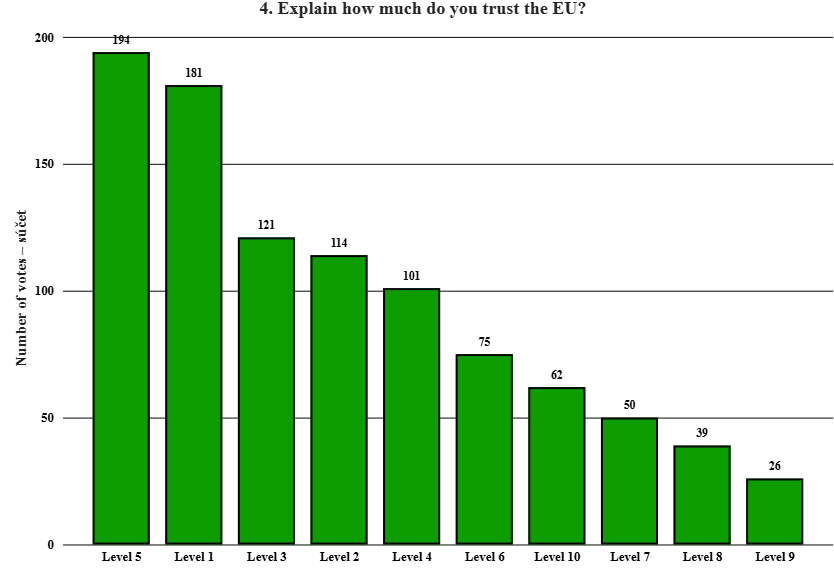 4. Explain how much do you trust the EU?
200
150
100
50
0
Number of votes – súčet
194
181
121
114
101
75
62
50
39
26
Level 5
Level 1
Level 3
Level 2
Level 4
Level 6
Level 10
Level 7
Level 8
Level 9